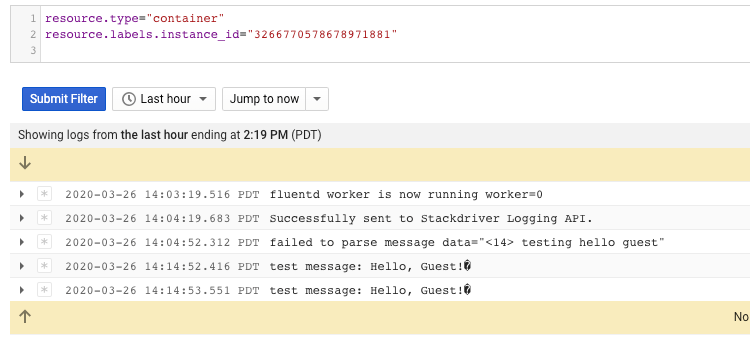 1 resource.type="container"
2 resource.labels.instance_id="3266770578678971881"
3
Submit Filter Last hour Jump to now
Showing logs from the last hour ending at 2:19 PM (PDT)
2020-03-26 14:03:19.516 PDT fluentd worker is now running worker=0
2020-03-26 14:04:19.683 PDT Successfully sent to Stackdriver Logging API.
2020-03-26 14:04:52.312 PDT failed to parse message data="<14> testing hello guest"
2020-03-26 14:14:52.416 PDT test message: Hello, Guest!�
2020-03-26 14:14:53.551 PDT test message: Hello, Guest!�
No